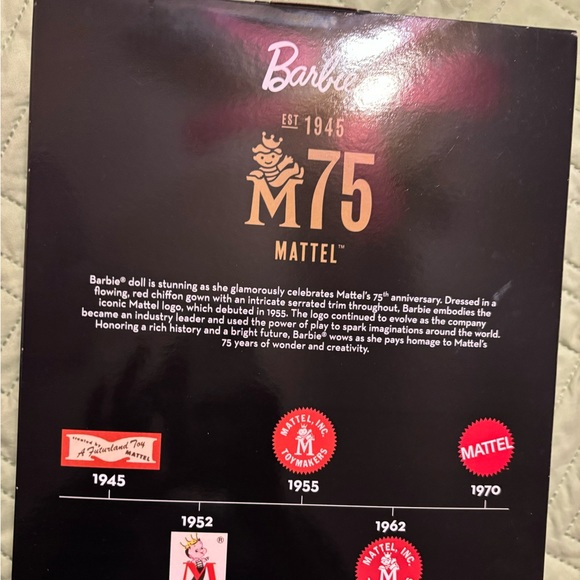 Barbie
EST 1945
M75
MATTEL™
Barbie® doll is stunning as she glamorously celebrates Mattel's 75th anniversary. Dressed in a
flowing, red chiffon gown with an intricate serrated trim throughout, Barbie embodies the
iconic Mattel logo, which debuted in 1955. The logo continued to evolve as the company
became an industry leader and used the power of play to spark imaginations around the world.
Honoring a rich history and a bright future, Barbie® wows as she pays homage to Mattel's
75 years of wonder and creativity.
created by
A Futurland Toy
MATTEL
1945
MATTEL, INC.
M
TOYMAKERS
1955
MATTEL
1970
1952
M ®
1962
MATTEL, INC.
M